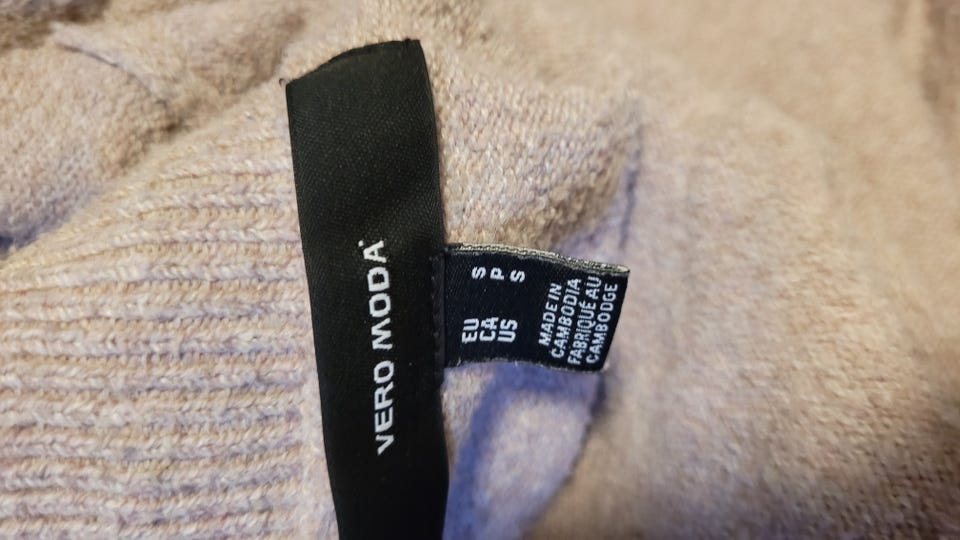 VERO MODA
EU S
CA P
US S
MADE IN
CAMBODIA
FABRIQUÉ AU
CAMBODGE